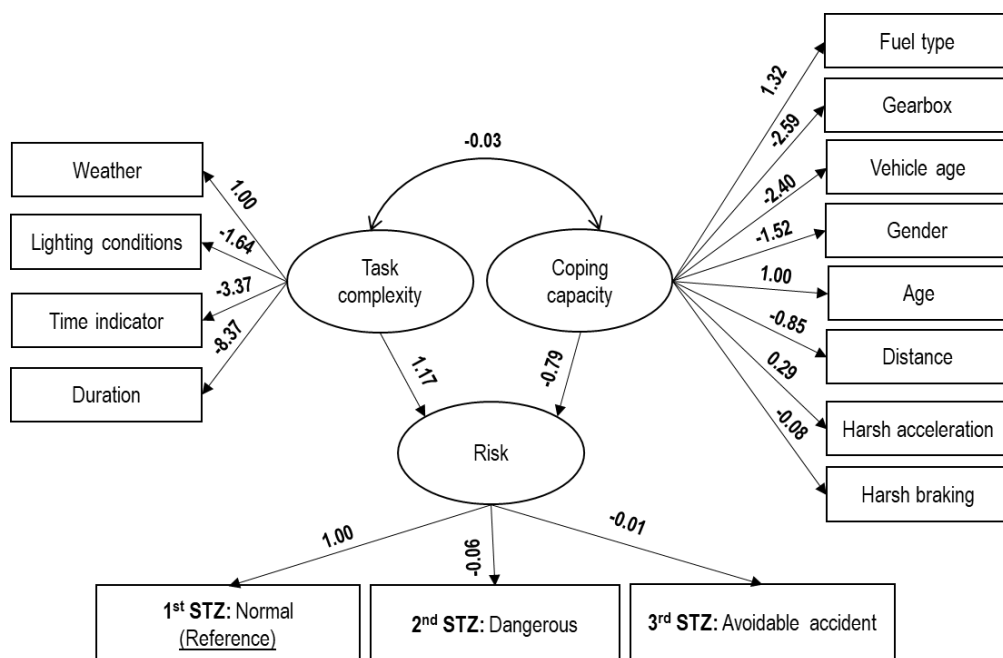 Fuel type
1.32
Gearbox
-2.59
-0.03
Weather
Vehicle age
1.00
-2.40
Lighting conditions
-1.64
Task
complexity
Coping
capacity
-1.52
Gender
Time indicator
-3.37
1.00
Age
-8.37
-0.85
Distance
Duration
1.17
-0.79
0.29
Harsh acceleration
-0.08
Risk
Harsh braking
1.00
-0.06
-0.01
1st STZ: Normal
(Reference)
2nd STZ: Dangerous
3rd STZ: Avoidable accident